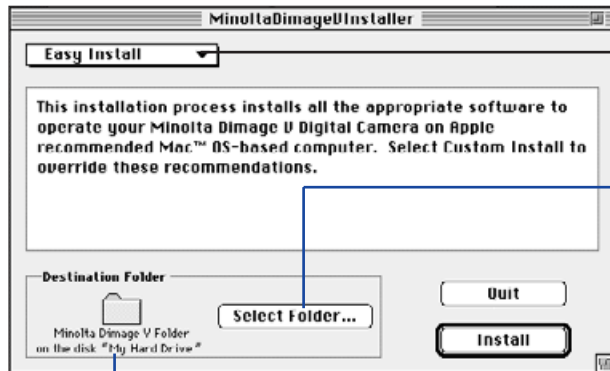 MinoltaDimageVInstaller
Easy Install
This installation process installs all the appropriate software to
operate your Minolta Dimage V Digital Camera on Apple
recommended Mac™ OS-based computer. Select Custom Install to
override these recommendations.
Destination Folder
Minolta Dimage V Folder
on the disk "My Hard Drive"
Select Folder...
Quit
Install